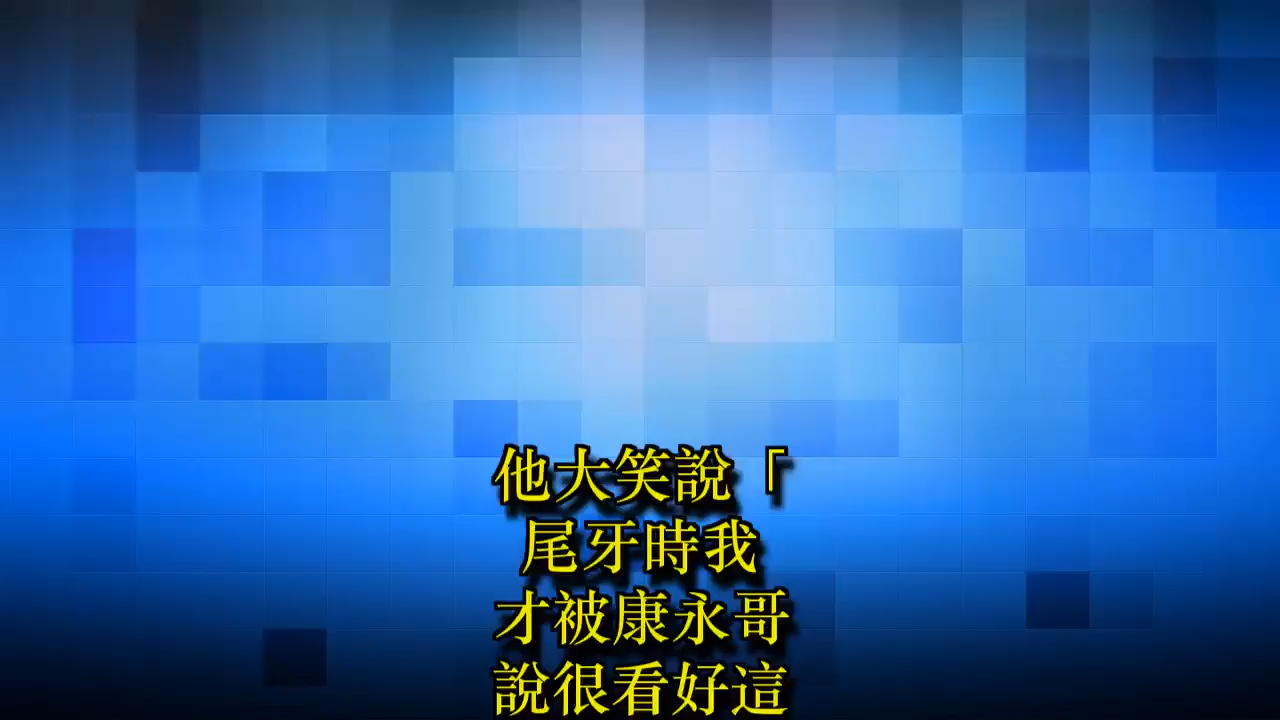 他大笑說「
尾牙時我
才被康永哥
說很看好這